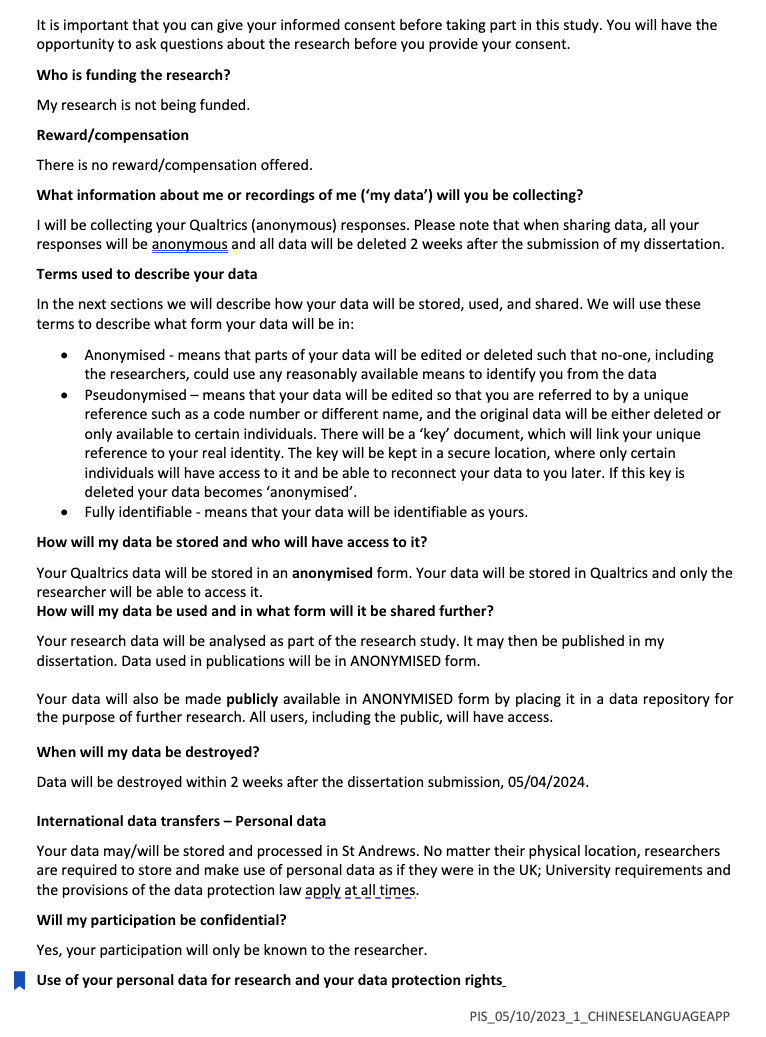 It is important that you can give your informed consent before taking part in this study. You will have the
opportunity to ask questions about the research before you provide your consent.
Who is funding the research?
My research is not being funded.
Reward/compensation
There is no reward/compensation offered.
What information about me or recordings of me (‘my data’) will you be collecting?
I will be collecting your Qualtrics (anonymous) responses. Please note that when sharing data, all your
responses will be anonymous and all data will be deleted 2 weeks after the submission of my dissertation.
Terms used to describe your data
In the next sections we will describe how your data will be stored, used, and shared. We will use these
terms to describe what form your data will be in:
• Anonymised - means that parts of your data will be edited or deleted such that no-one, including
the researchers, could use any reasonably available means to identify you from the data
• Pseudonymised – means that your data will be edited so that you are referred to by a unique
reference such as a code number or different name, and the original data will be either deleted or
only available to certain individuals. There will be a ‘key’ document, which will link your unique
reference to your real identity. The key will be kept in a secure location, where only certain
individuals will have access to it and be able to reconnect your data to you later. If this key is
deleted your data becomes ‘anonymised’.
• Fully identifiable - means that your data will be identifiable as yours.
How will my data be stored and who will have access to it?
Your Qualtrics data will be stored in an anonymised form. Your data will be stored in Qualtrics and only the
researcher will be able to access it.
How will my data be used and in what form will it be shared further?
Your research data will be analysed as part of the research study. It may then be published in my
dissertation. Data used in publications will be in ANONYMISED form.
Your data will also be made publicly available in ANONYMISED form by placing it in a data repository for
the purpose of further research. All users, including the public, will have access.
When will my data be destroyed?
Data will be destroyed within 2 weeks after the dissertation submission, 05/04/2024.
International data transfers – Personal data
Your data may/will be stored and processed in St Andrews. No matter their physical location, researchers
are required to store and make use of personal data as if they were in the UK; University requirements and
the provisions of the data protection law apply at all times.
Will my participation be confidential?
Yes, your participation will only be known to the researcher.
Use of your personal data for research and your data protection rights
PIS_05/10/2023_1_CHINESELANGUAGEAPP